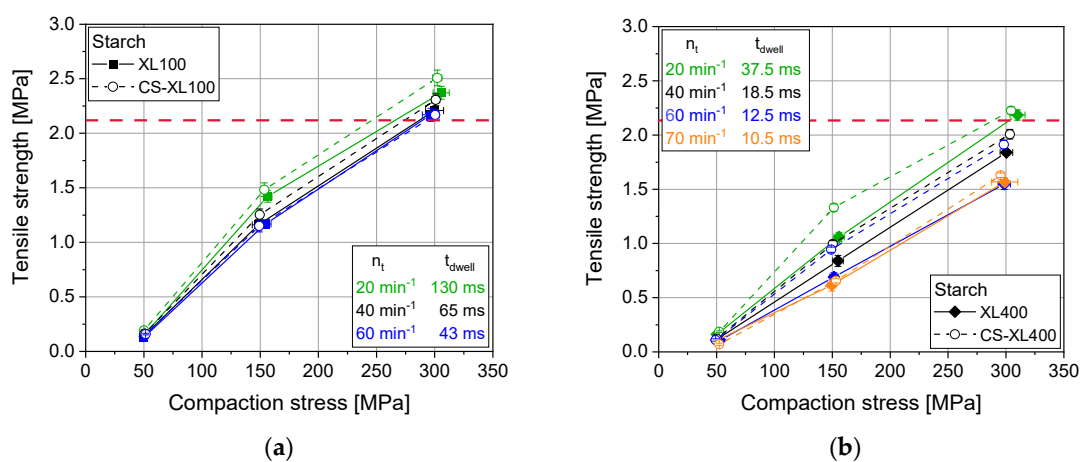 (a)
Tensile strength [MPa]
3.0
2.5
2.0
1.5
1.0
0.5
0.0
Starch
XL100
CS-XL100
nt tdwell
20 min-1 130 ms
40 min-1 65 ms
60 min-1 43 ms
0 50 100 150 200 250 300 350
Compaction stress [MPa]
(b)
Tensile strength [MPa]
3.0
2.5
2.0
1.5
1.0
0.5
0.0
nt tdwell
20 min-1 37.5 ms
40 min-1 18.5 ms
60 min-1 12.5 ms
70 min-1 10.5 ms
Starch
XL400
CS-XL400
0 50 100 150 200 250 300 350
Compaction stress [MPa]